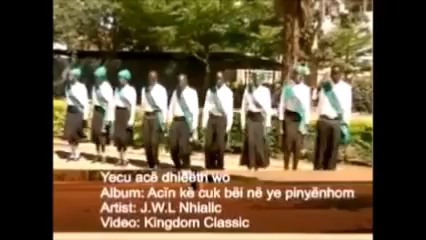 Yecu acë dhiëëth wo
Album: Acïn kë cuk bëi në ye pinyënhom
Artist: J.W.L Nhialic
Video: Kingdom Classic